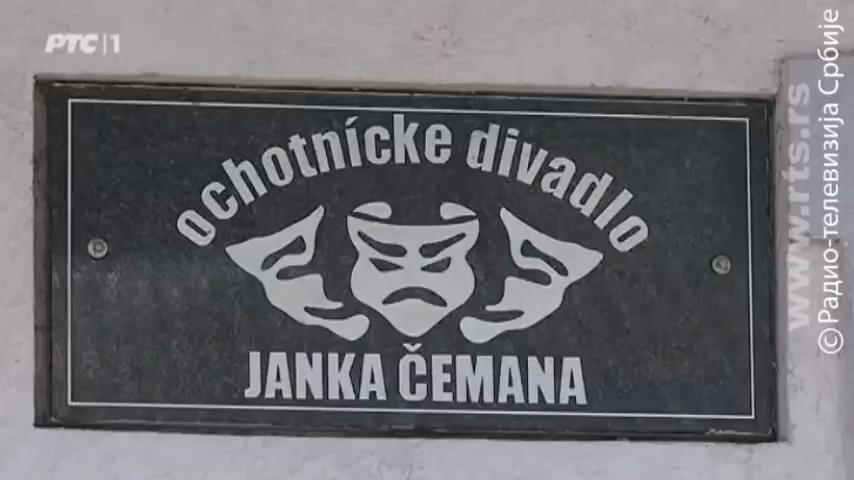 РТС|1
ochotnícke divadlo
JANKA ČEMANA
www.rts.rs
© Радио-телевизија Србије